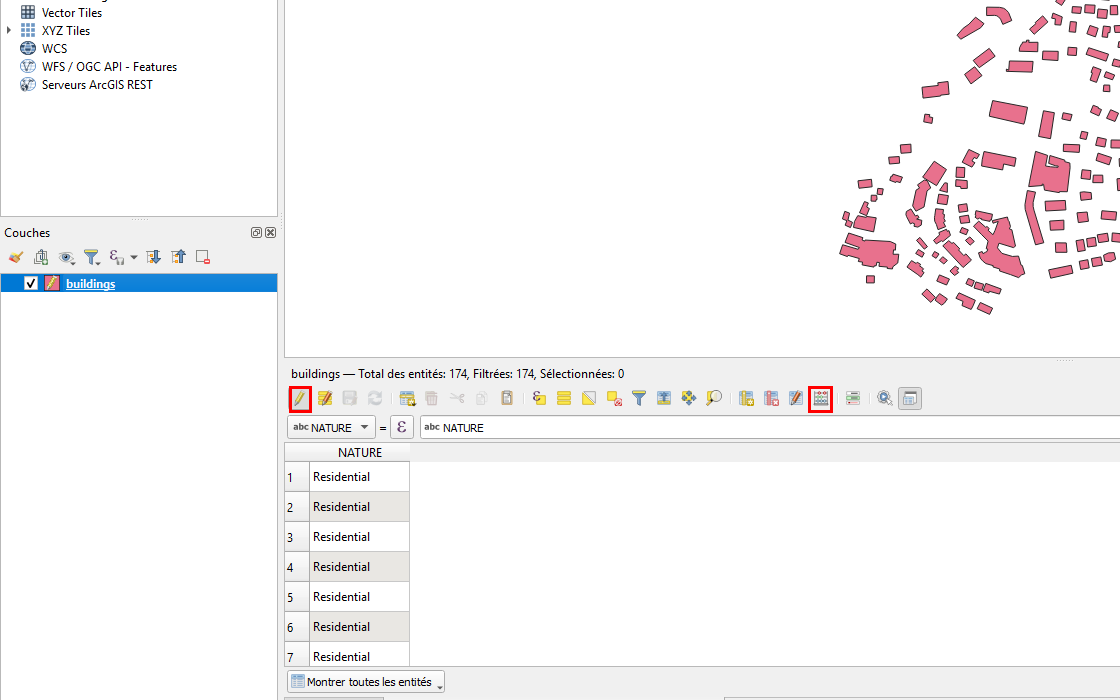 Vector Tiles
XYZ Tiles
WCS
WFS / OGC API - Features
Serveurs ArcGIS REST
Couches
buildings
buildings — Total des entités: 174, Filtrées: 174, Sélectionnées: 0
abc NATURE = ε abc NATURE
NATURE
1 Residential
2 Residential
3 Residential
4 Residential
5 Residential
6 Residential
7 Residential
Montrer toutes les entités